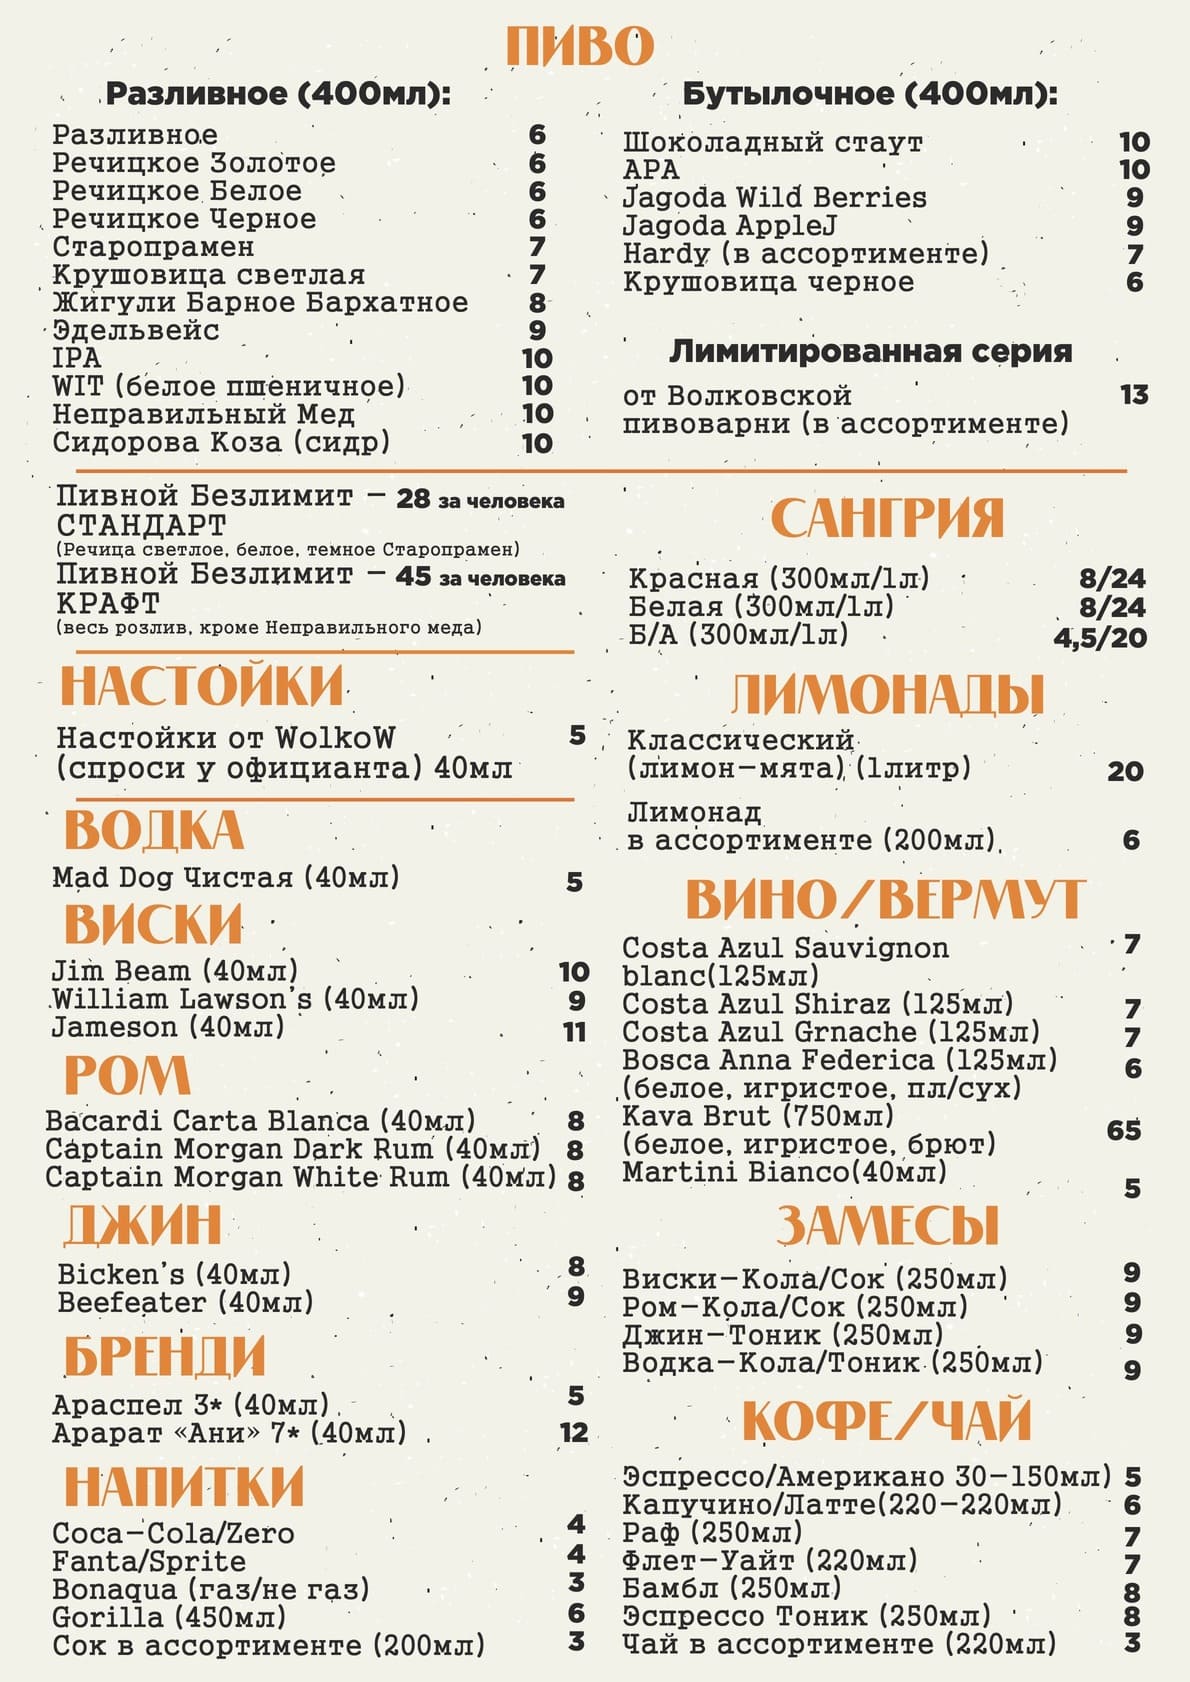 ПИВО
Разливное (400мл):
Разливное 6
Речицкое Золотое 6
Речицкое Белое 6
Речицкое Черное 6
Старопрамен 7
Крушовица светлая 7
Жигули Барное Бархатное 8
Эдельвейс 9
IPA 10
WIT (белое пшеничное) 10
Неправильный Мед 10
Сидорова Коза (сидр) 10
Бутылочное (400мл):
Шоколадный стаут 10
APA 10
Jagoda Wild Berries 9
Jagoda AppleJ 9
Hardy (в ассортименте) 7
Крушовица черное 6
Лимитированная серия
от Волковской 13
пивоварни (в ассортименте)
Пивной Безлимит – 28 за человека
СТАНДАРТ
(Речица светлое, белое, темное Старопрамен)
Пивной Безлимит – 45 за человека
КРАФТ
(весь розлив, кроме Неправильного меда)
НАСТОЙКИ
Настойки от WolkoW 5
(спроси у официанта) 40мл
ВОДКА
Mad Dog Чистая (40мл) 5
ВИСКИ
Jim Beam (40мл) 10
William Lawson's (40мл) 9
Jameson (40мл) 11
РОМ
Bacardi Carta Blanca (40мл) 8
Captain Morgan Dark Rum (40мл) 8
Captain Morgan White Rum (40мл) 8
ДЖИН
Bicken's (40мл) 8
Beefeater (40мл) 9
БРЕНДИ
Араспел 3* (40мл) 5
Арарат «Ани» 7* (40мл) 12
НАПИТКИ
Coca–Cola/Zero 4
Fanta/Sprite 4
Bonaqua (газ/не газ) 3
Gorilla (450мл) 6
Сок в ассортименте (200мл) 3
САНГРИЯ
Красная (300мл/1л) 8/24
Белая (300мл/1л) 8/24
Б/А (300мл/1л) 4,5/20
ЛИМОНАДЫ
Классический
(лимон–мята) (1литр) 20
Лимонад
в ассортименте (200мл) 6
ВИНО/ВЕРМУТ
Costa Azul Sauvignon 7
blanc(125мл)
Costa Azul Shiraz (125мл) 7
Costa Azul Grnache (125мл) 7
Bosca Anna Federica (125мл) 6
(белое, игристое, пл/сух)
Kava Brut (750мл) 65
(белое, игристое, брют)
Martini Bianco(40мл) 5
ЗАМЕСЫ
Виски–Кола/Сок (250мл) 9
Ром–Кола/Сок (250мл) 9
Джин–Тоник (250мл) 9
Водка–Кола/Тоник (250мл) 9
КОФЕ/ЧАЙ
Эспрессо/Американо 30–150мл) 5
Капучино/Латте(220–220мл) 6
Раф (250мл) 7
Флет–Уайт (220мл) 7
Бамбл (250мл) 8
Эспрессо Тоник (250мл) 8
Чай в ассортименте (220мл) 3